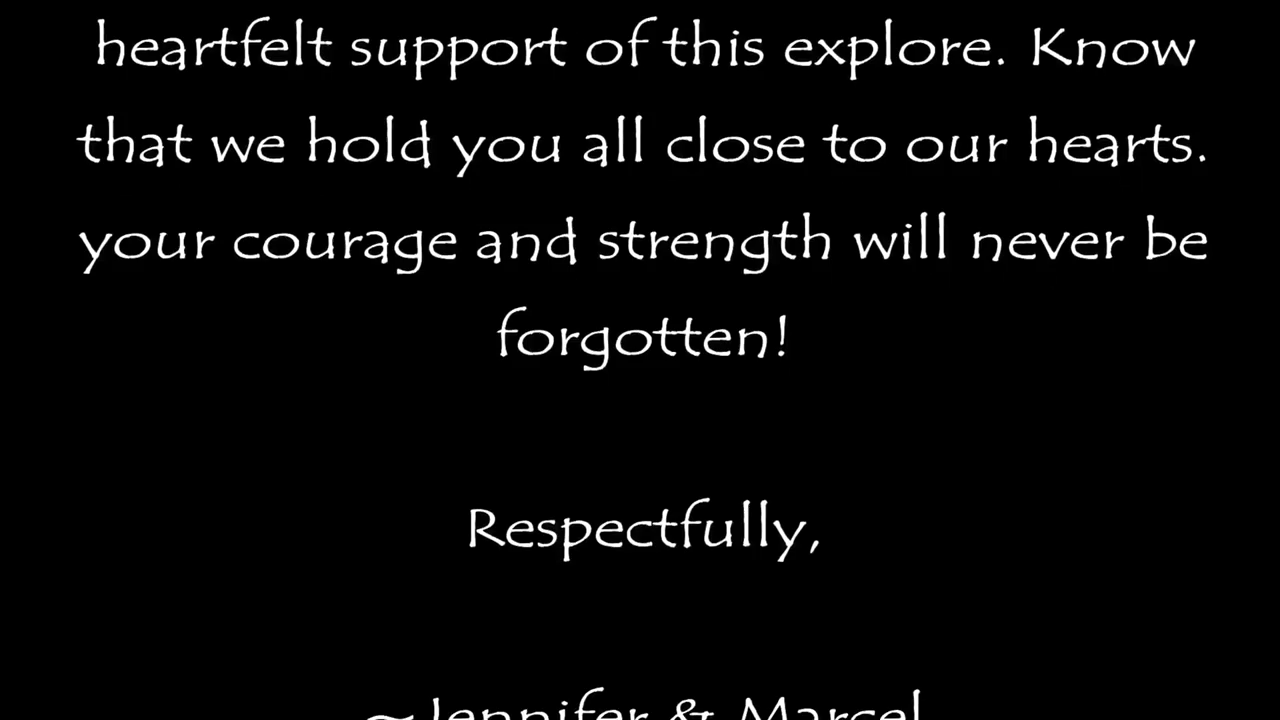 heartfelt support of this explore. Know
that we hold you all close to our hearts.
your courage and strength will never be
forgotten!
Respectfully,
~Jennifer & Marcel